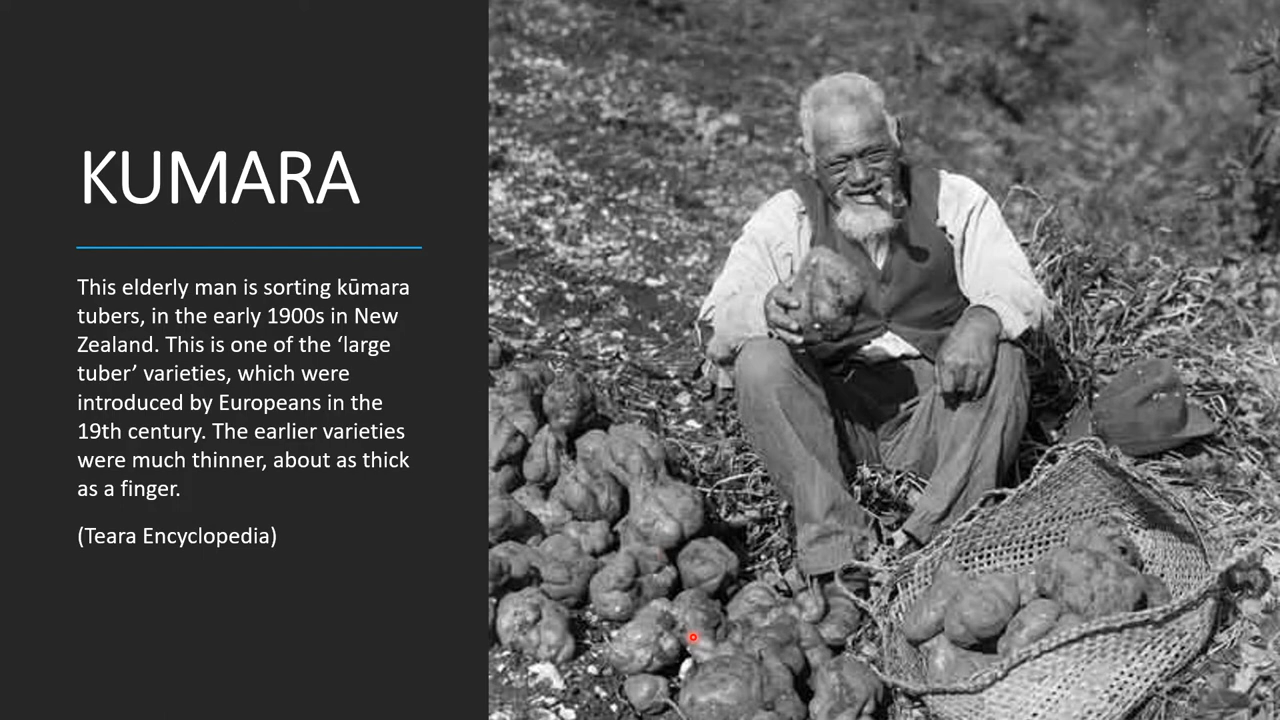 KUMARA
This elderly man is sorting kūmara
tubers, in the early 1900s in New
Zealand. This is one of the ‘large
tuber’ varieties, which were
introduced by Europeans in the
19th century. The earlier varieties
were much thinner, about as thick
as a finger.
(Teara Encyclopedia)